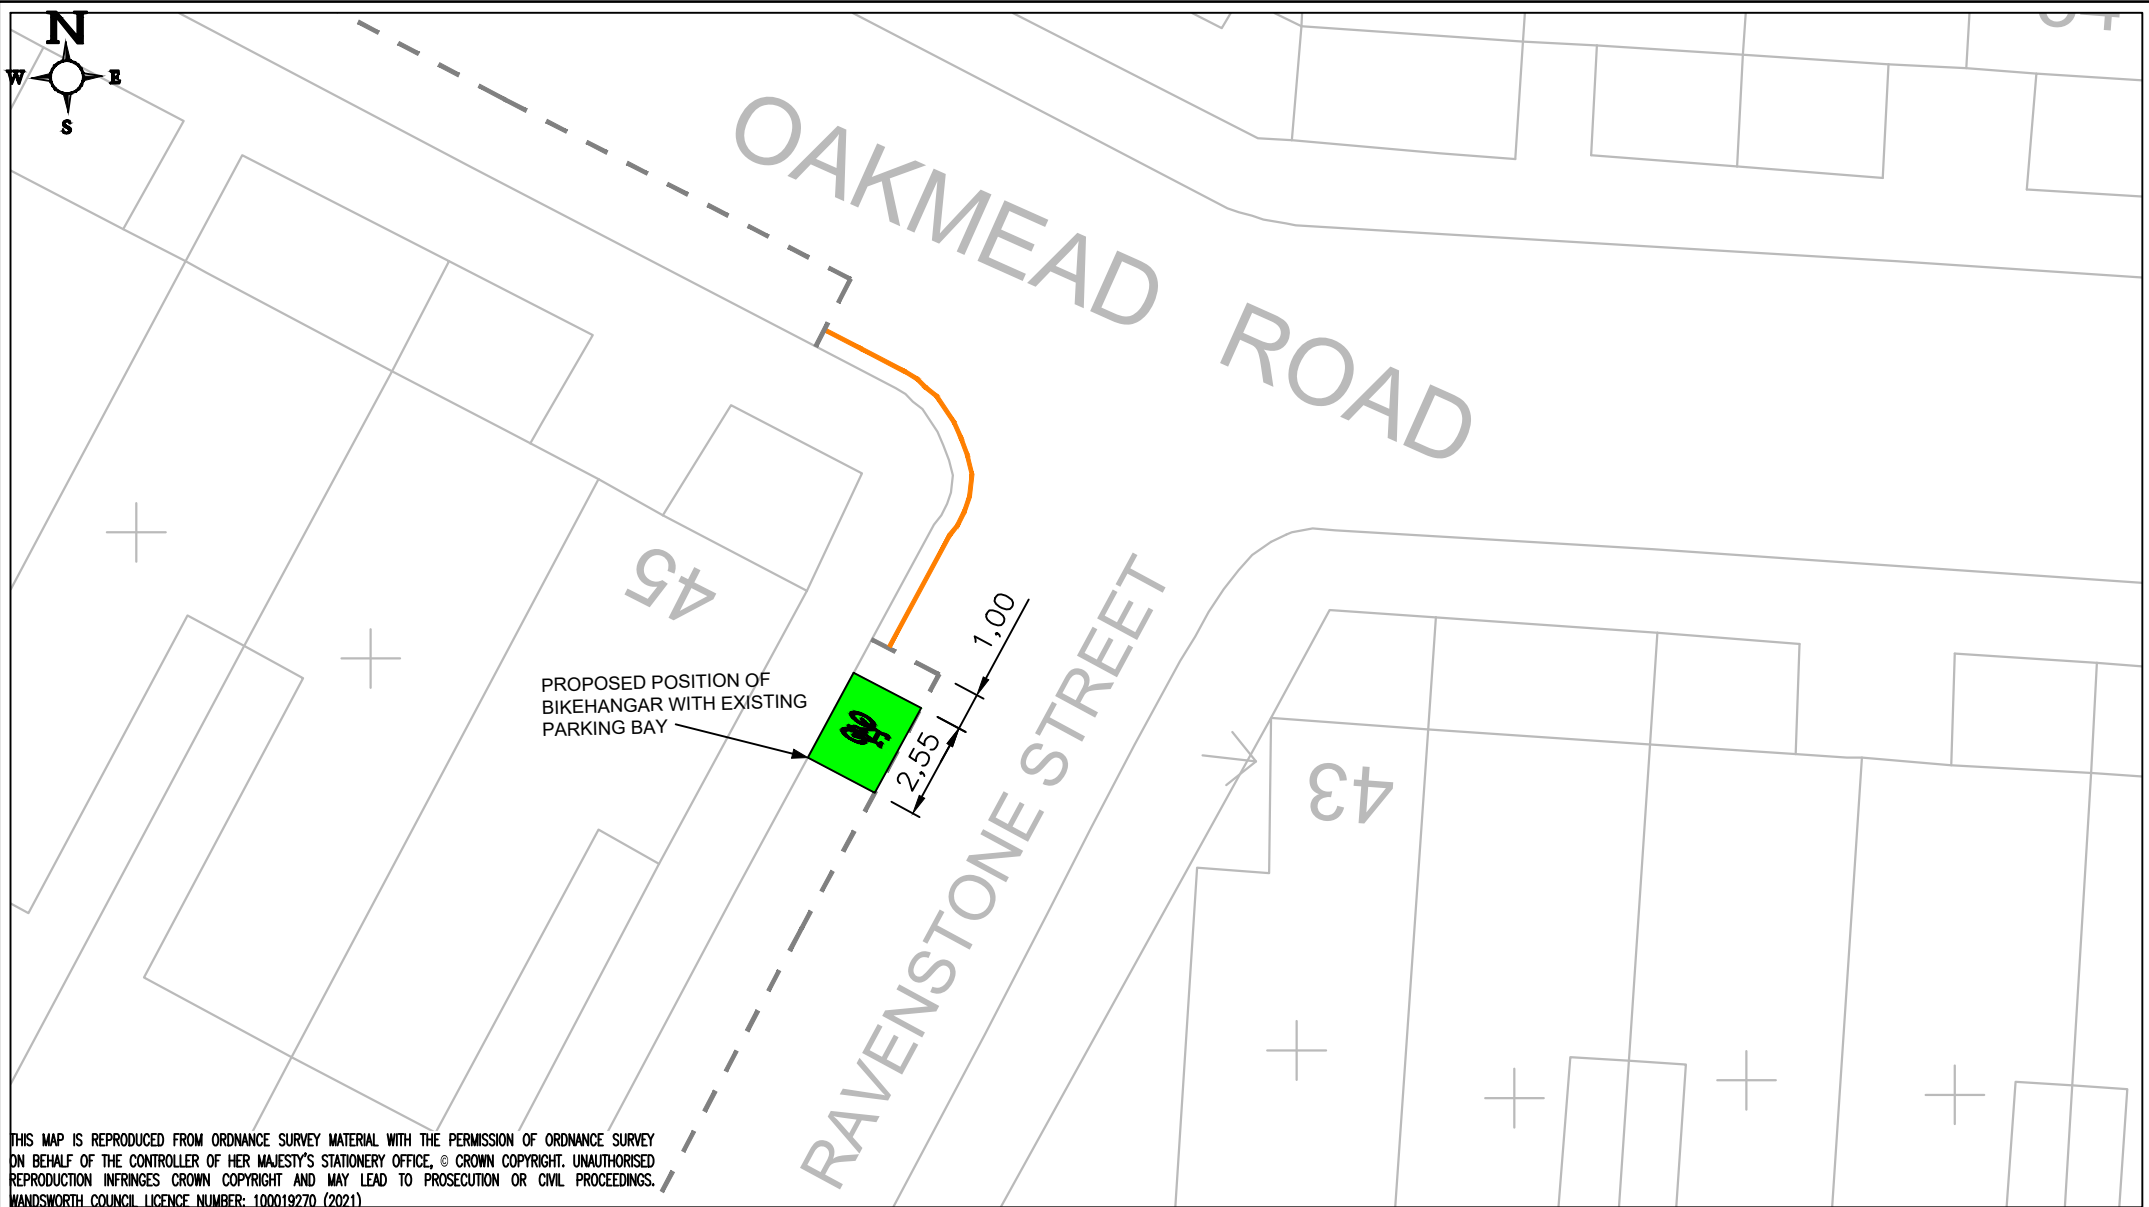 N
W E
S
OAKMEAD ROAD
45
1,00
PROPOSED POSITION OF
BIKEHANGAR WITH EXISTING
PARKING BAY
2,55
RAVENSTONE STREET
43
THIS MAP IS REPRODUCED FROM ORDNANCE SURVEY MATERIAL WITH THE PERMISSION OF ORDNANCE SURVEY
ON BEHALF OF THE CONTROLLER OF HER MAJESTY'S STATIONERY OFFICE, © CROWN COPYRIGHT. UNAUTHORISED
REPRODUCTION INFRINGES CROWN COPYRIGHT AND MAY LEAD TO PROSECUTION OR CIVIL PROCEEDINGS.
WANDSWORTH COUNCIL LICENCE NUMBER: 100019270 (2021)